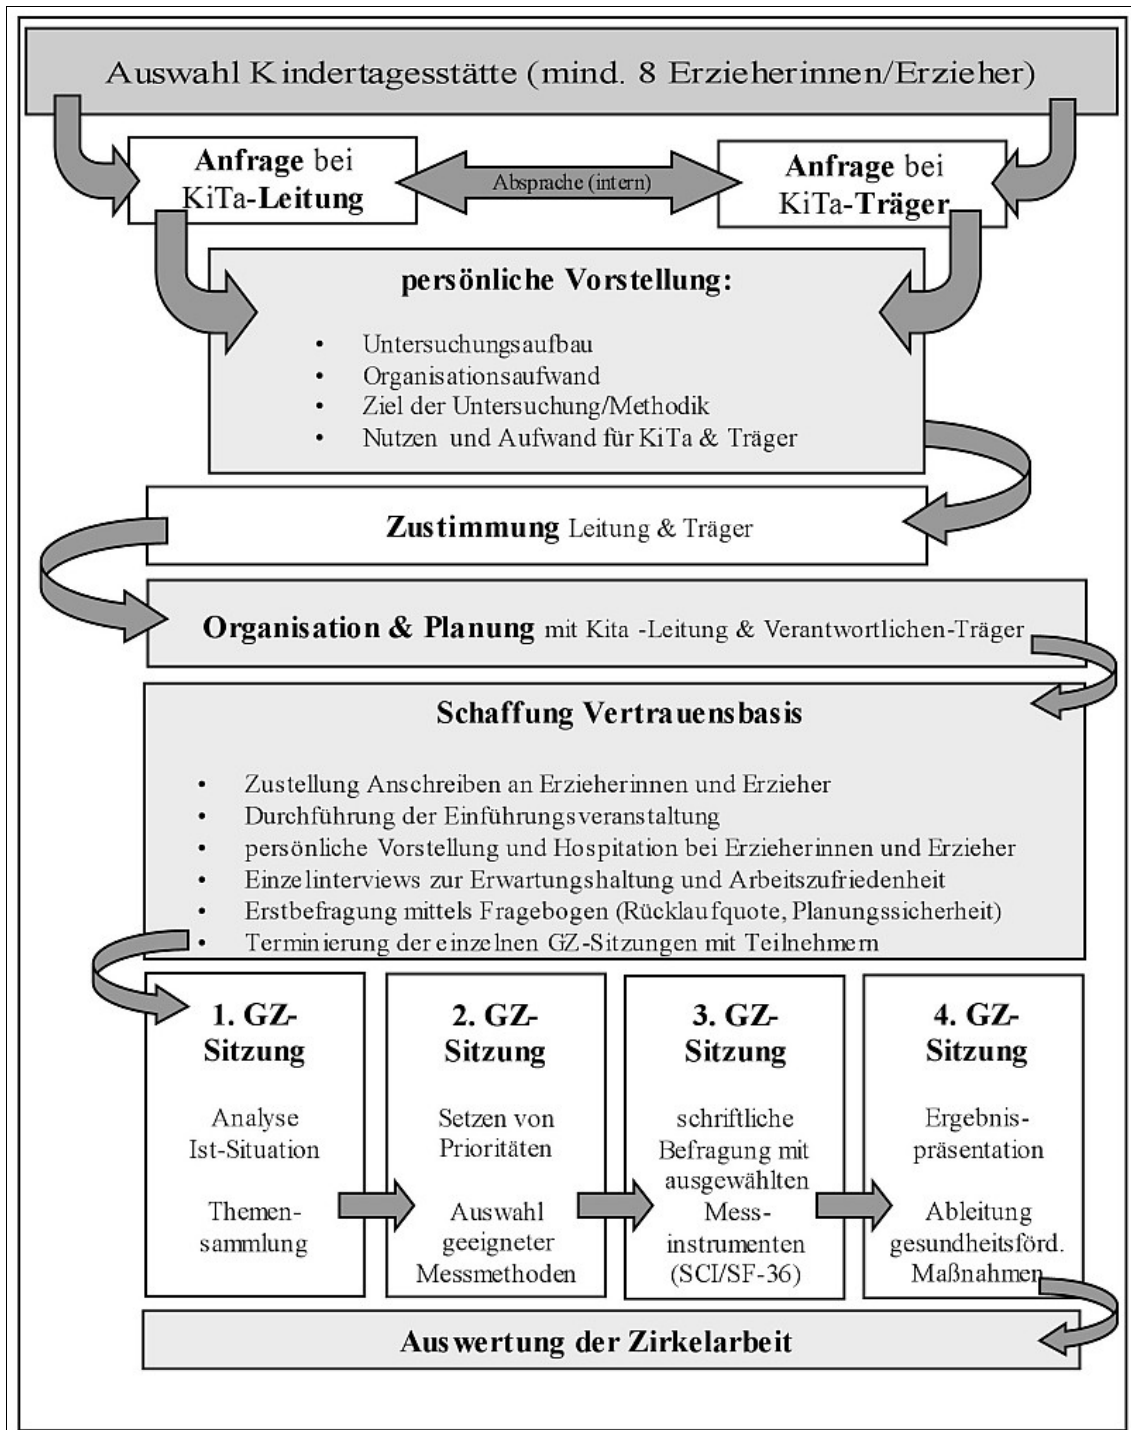 Auswahl Kindertagesstätte (mind. 8 Erzieherinnen/Erzieher)
Anfrage bei
KiTa-Leitung
Absprache (intern)
Anfrage bei
KiTa-Träger
persönliche Vorstellung:
• Untersuchungsaufbau
• Organisationsaufwand
• Ziel der Untersuchung/Methodik
• Nutzen und Aufwand für KiTa & Träger
Zustimmung Leitung & Träger
Organisation & Planung mit Kita -Leitung & Verantwortlichen-Träger
Schaffung Vertrauensbasis
• Zustellung Anschreiben an Erzieherinnen und Erzieher
• Durchführung der Einführungsveranstaltung
• persönliche Vorstellung und Hospitation bei Erzieherinnen und Erzieher
• Einzelinterviews zur Erwartungshaltung und Arbeitszufriedenheit
• Erstbefragung mittels Fragebogen (Rücklaufquote, Planungssicherheit)
• Terminierung der einzelnen GZ-Sitzungen mit Teilnehmern
1. GZ-
Sitzung
Analyse
Ist-Situation
Themen-
sammlung
2. GZ-
Sitzung
Setzen von
Prioritäten
Auswahl
geeigneter
Messmethoden
3. GZ-
Sitzung
schriftliche
Befragung mit
ausgewählten
Mess-
instrumenten
(SCI/SF-36)
4. GZ-
Sitzung
Ergebnis-
präsentation
Ableitung
gesundheitsförd.
Maßnahmen
Auswertung der Zirkelarbeit